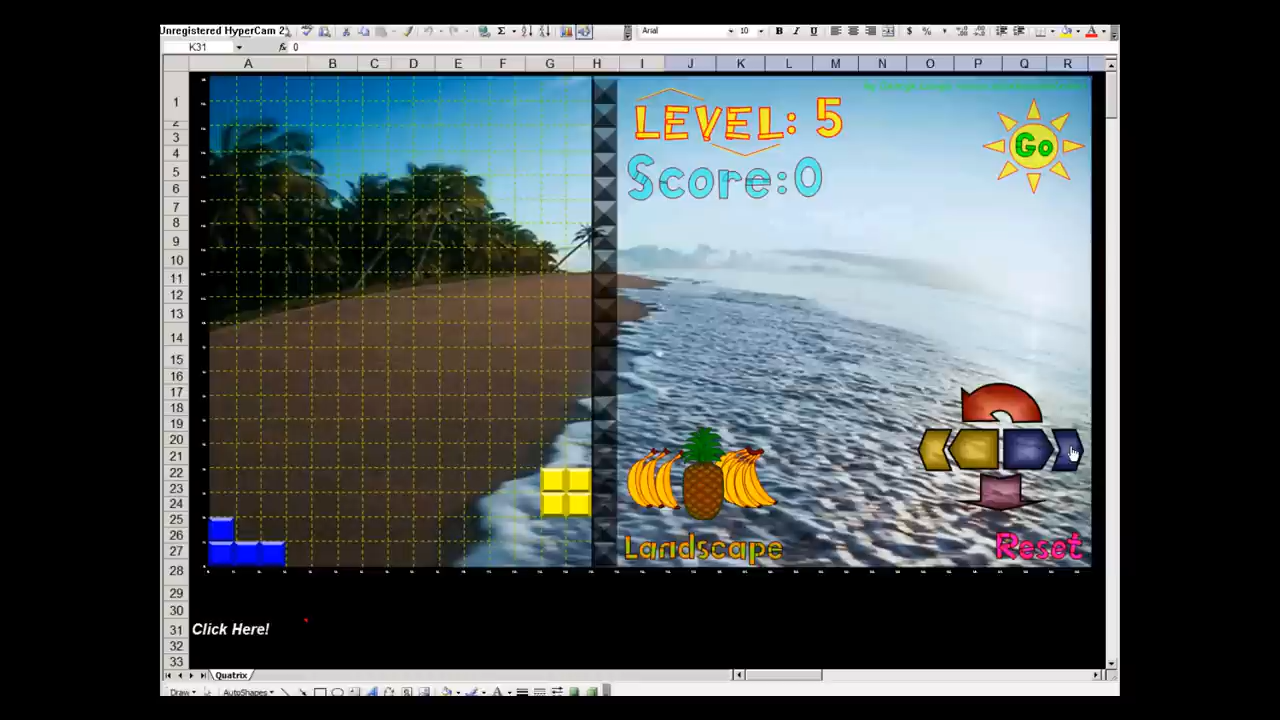 Unregistered HyperCam 2
Arial 10 B I U $ % ,
K31 fx 0
A B C D E F G H I J K L M N O P Q R
1
2
3
4
5
6
7
8
9
10
11
12
13
14
15
16
17
18
19
20
21
22
23
24
25
26
27
28
29
30
31
32
33
LEVEL: 5
Score:0
Go
Landscape
Reset
Click Here!
Quatrix
Draw AutoShapes